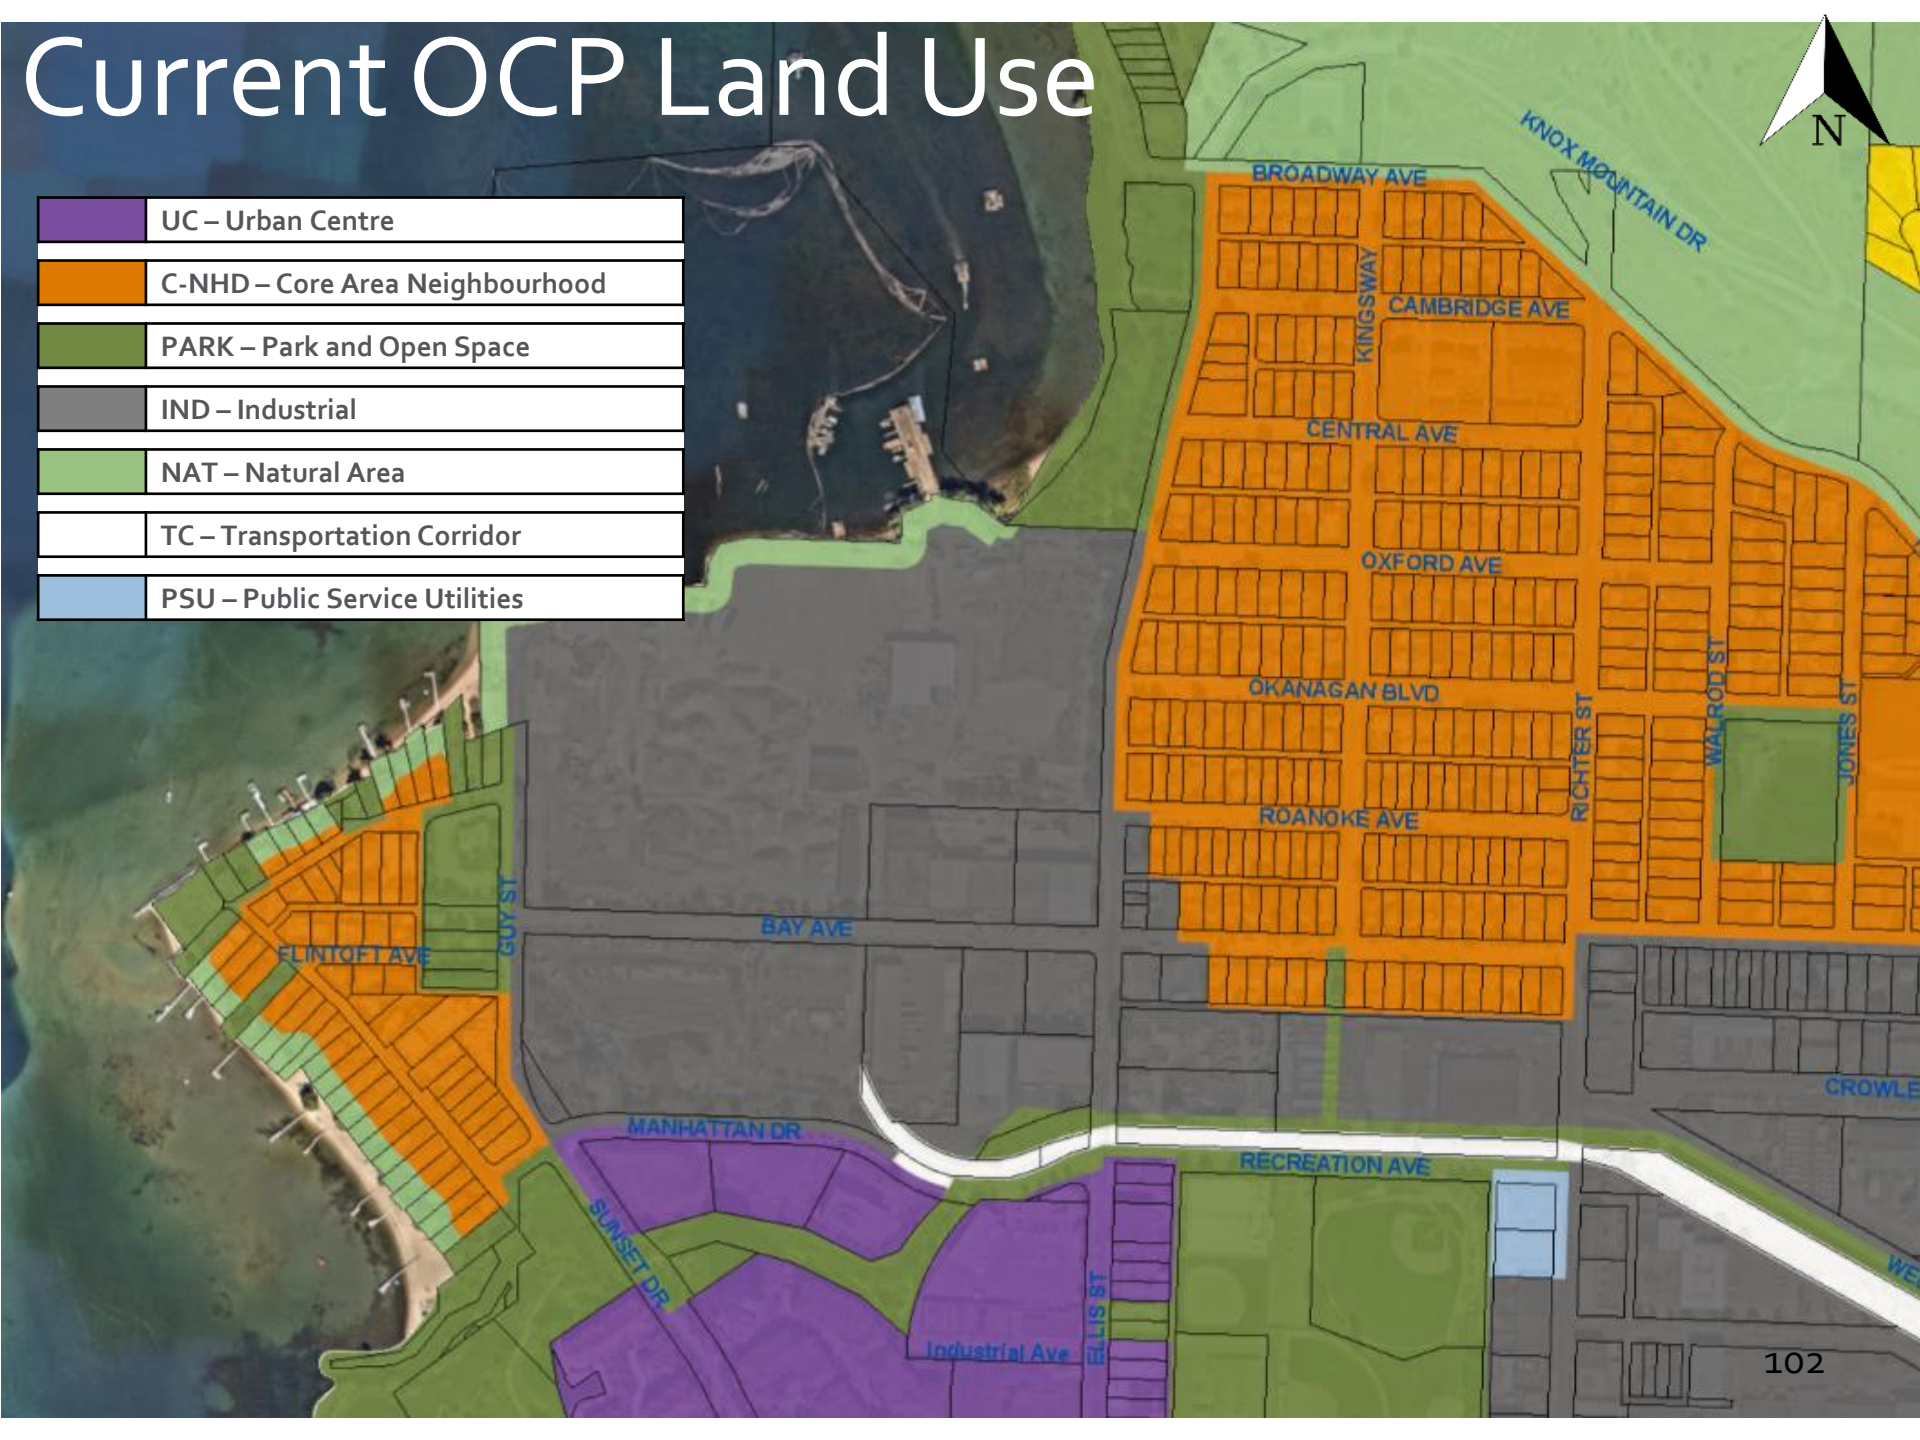 Current OCP Land Use
N
UC – Urban Centre
C-NHD – Core Area Neighbourhood
PARK – Park and Open Space
IND – Industrial
NAT – Natural Area
TC – Transportation Corridor
PSU – Public Service Utilities
KNOX MOUNTAIN DR
BROADWAY AVE
KINGSWAY
CAMBRIDGE AVE
CENTRAL AVE
OXFORD AVE
OKANAGAN BLVD
WALROD ST
JONES ST
RICHTER ST
ROANOKE AVE
GUY ST
BAY AVE
FLINTOFT AVE
CROWLE
MANHATTAN DR
RECREATION AVE
SUNSET DR
ELLIS ST
WE
Industrial Ave
102